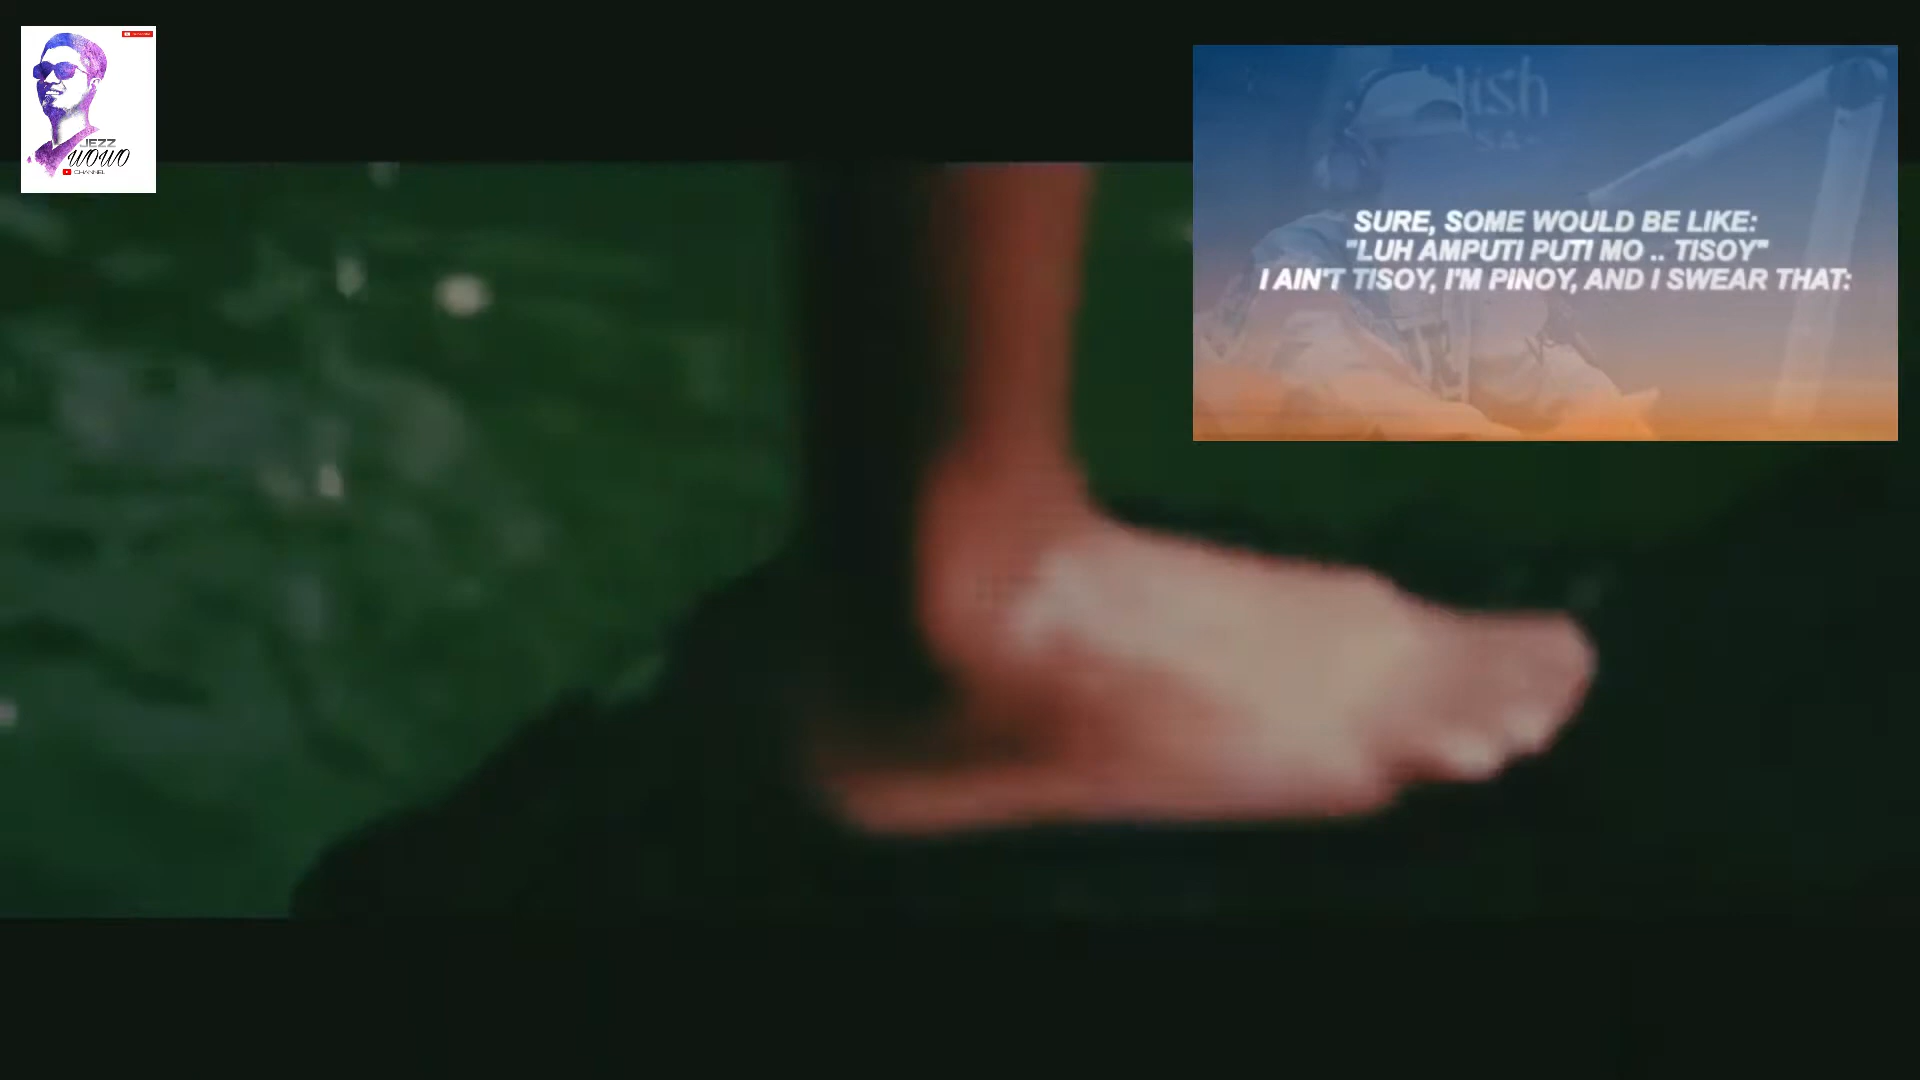 JEZZ
WOWO
CHANNEL
lish
SURE, SOME WOULD BE LIKE:
"LUH AMPUTI PUTI MO .. TISOY"
I AIN'T TISOY, I'M PINOY, AND I SWEAR THAT: